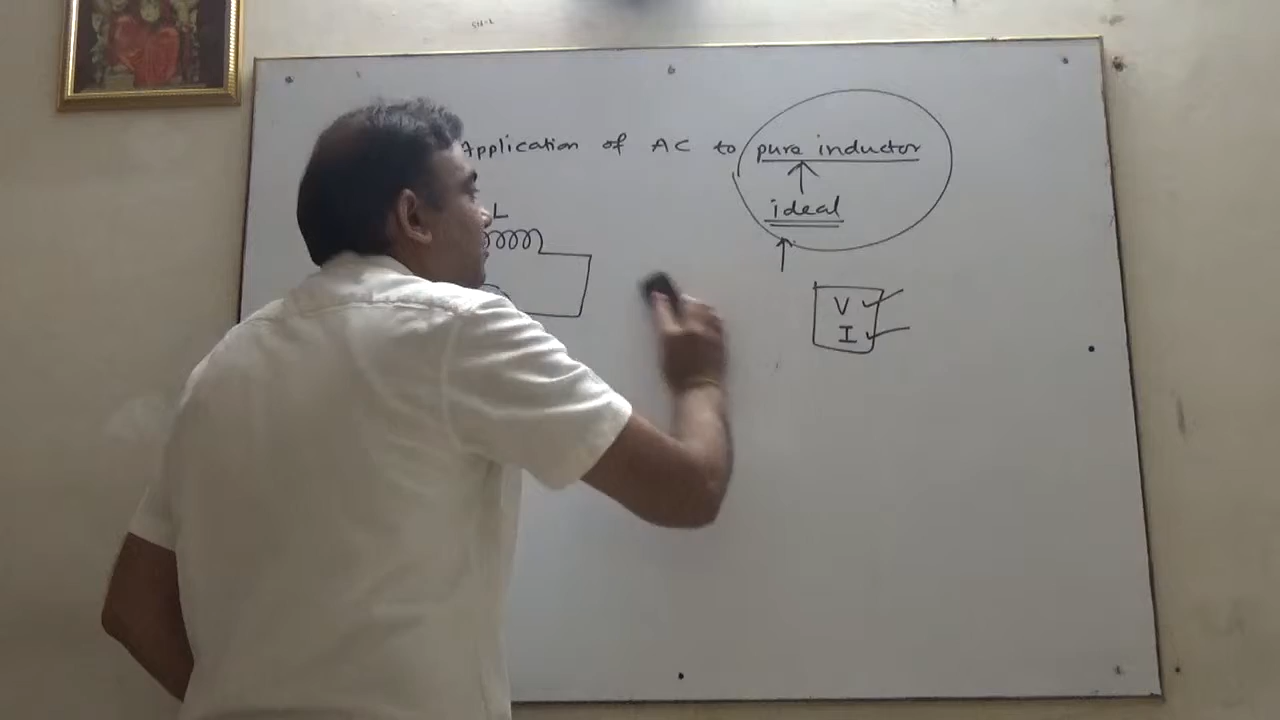 Application of AC to pure inductor
ideal
L
V
I